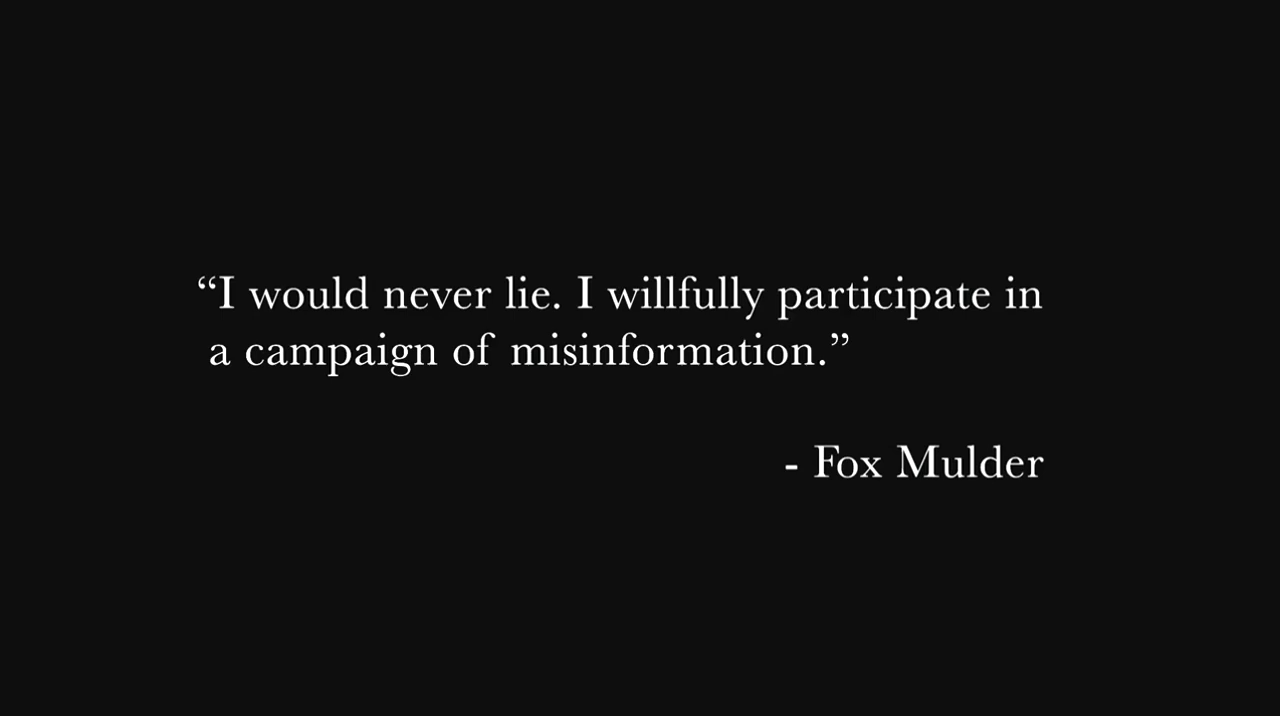 “I would never lie. I willfully participate in
a campaign of misinformation.”
- Fox Mulder